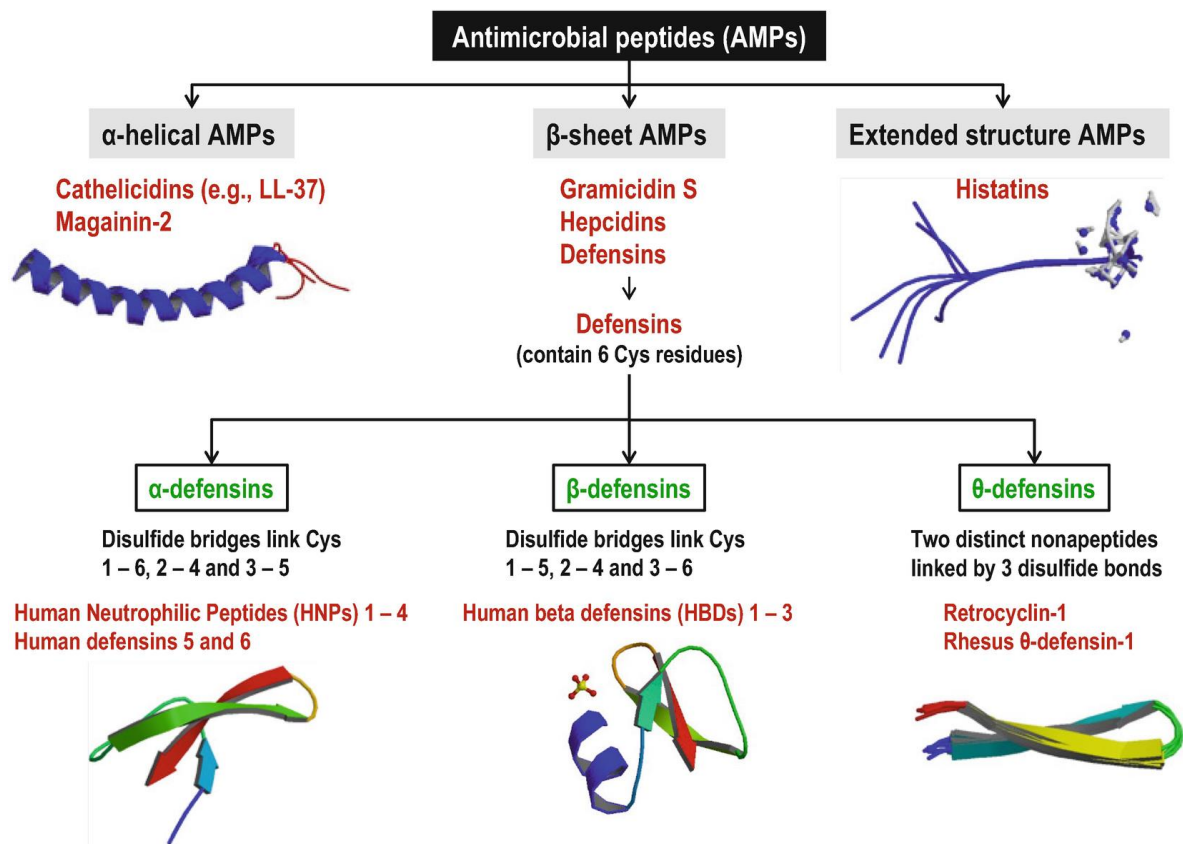 Antimicrobial peptides (AMPs)
α-helical AMPs
β-sheet AMPs
Extended structure AMPs
Cathelicidins (e.g., LL-37)
Magainin-2
Gramicidin S
Hepcidins
Defensins
Histatins
Defensins
(contain 6 Cys residues)
α-defensins
β-defensins
θ-defensins
Disulfide bridges link Cys
1 – 6, 2 – 4 and 3 – 5
Disulfide bridges link Cys
1 – 5, 2 – 4 and 3 – 6
Two distinct nonapeptides
linked by 3 disulfide bonds
Human Neutrophilic Peptides (HNPs) 1 – 4
Human defensins 5 and 6
Human beta defensins (HBDs) 1 – 3
Retrocyclin-1
Rhesus θ-defensin-1